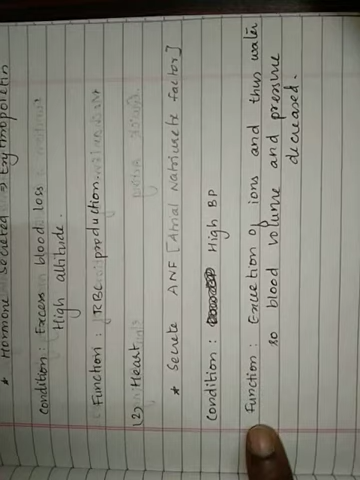 * Hormone secreted → Erythropoietin
condition : Excess blood loss
High altitude.
Function : RBC production.
(2) Heart
* Secrete ANF [Atrial Natriurete factor]
Condition : High BP
Function : Excretion of ions and thus water
so blood volume and pressure
decreased.